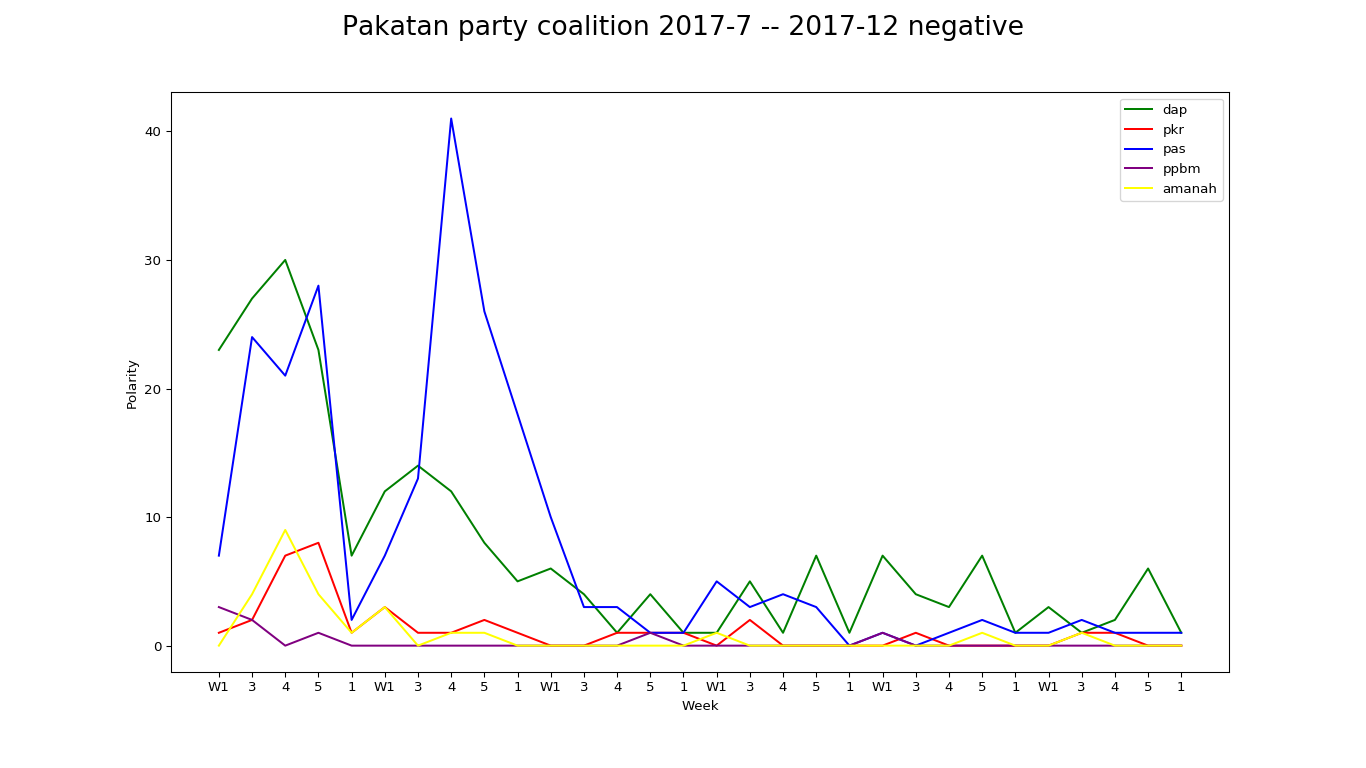 Pakatan party coalition 2017-7 -- 2017-12 negative
dap
pkr
pas
ppbm
amanah
40
30
20
10
0
Polarity
W1 3 4 5 1 W1 3 4 5 1 W1 3 4 5 1 W1 3 4 5 1 W1 3 4 5 1 W1 3 4 5 1
Week